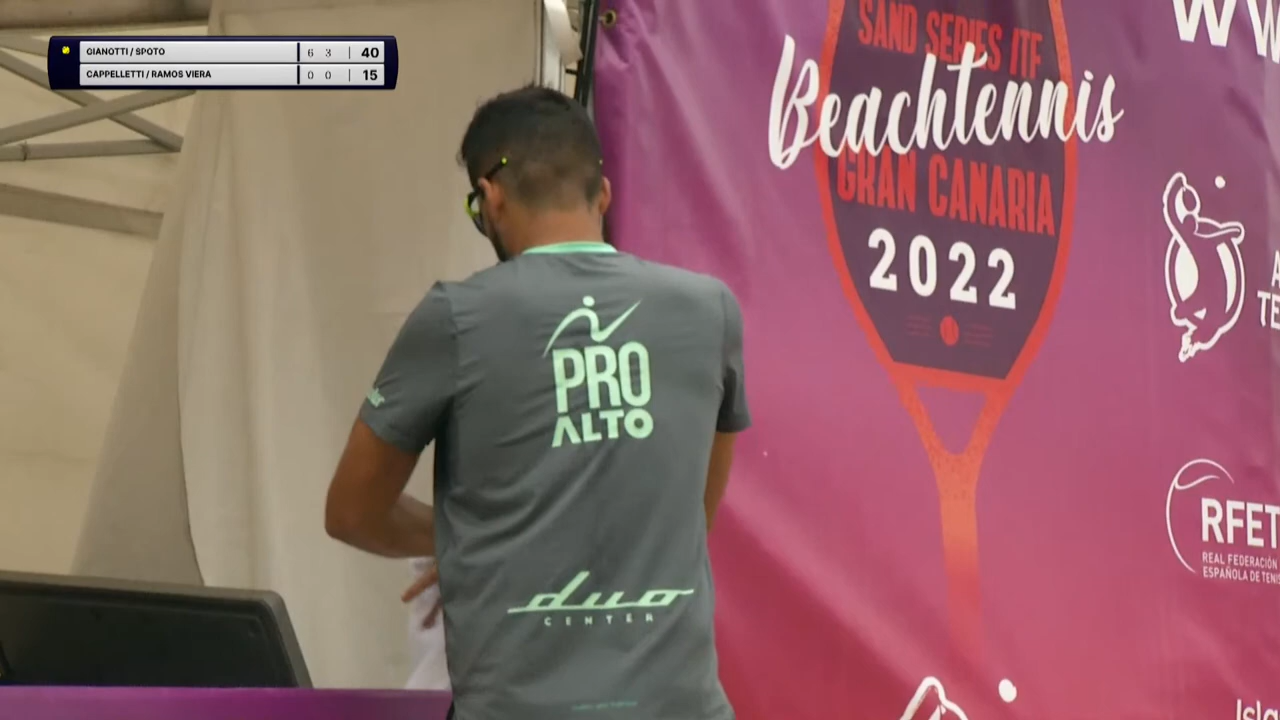 GIANOTTI / SPOTO 6 3 40
CAPPELLETTI / RAMOS VIERA 0 0 15
SAND SERIES ITF
Beachtennis
GRAN CANARIA
2022
PRO
ALTO
duo
CENTER
RFET
REAL FEDERACIÓN
ESPAÑOLA DE TENI